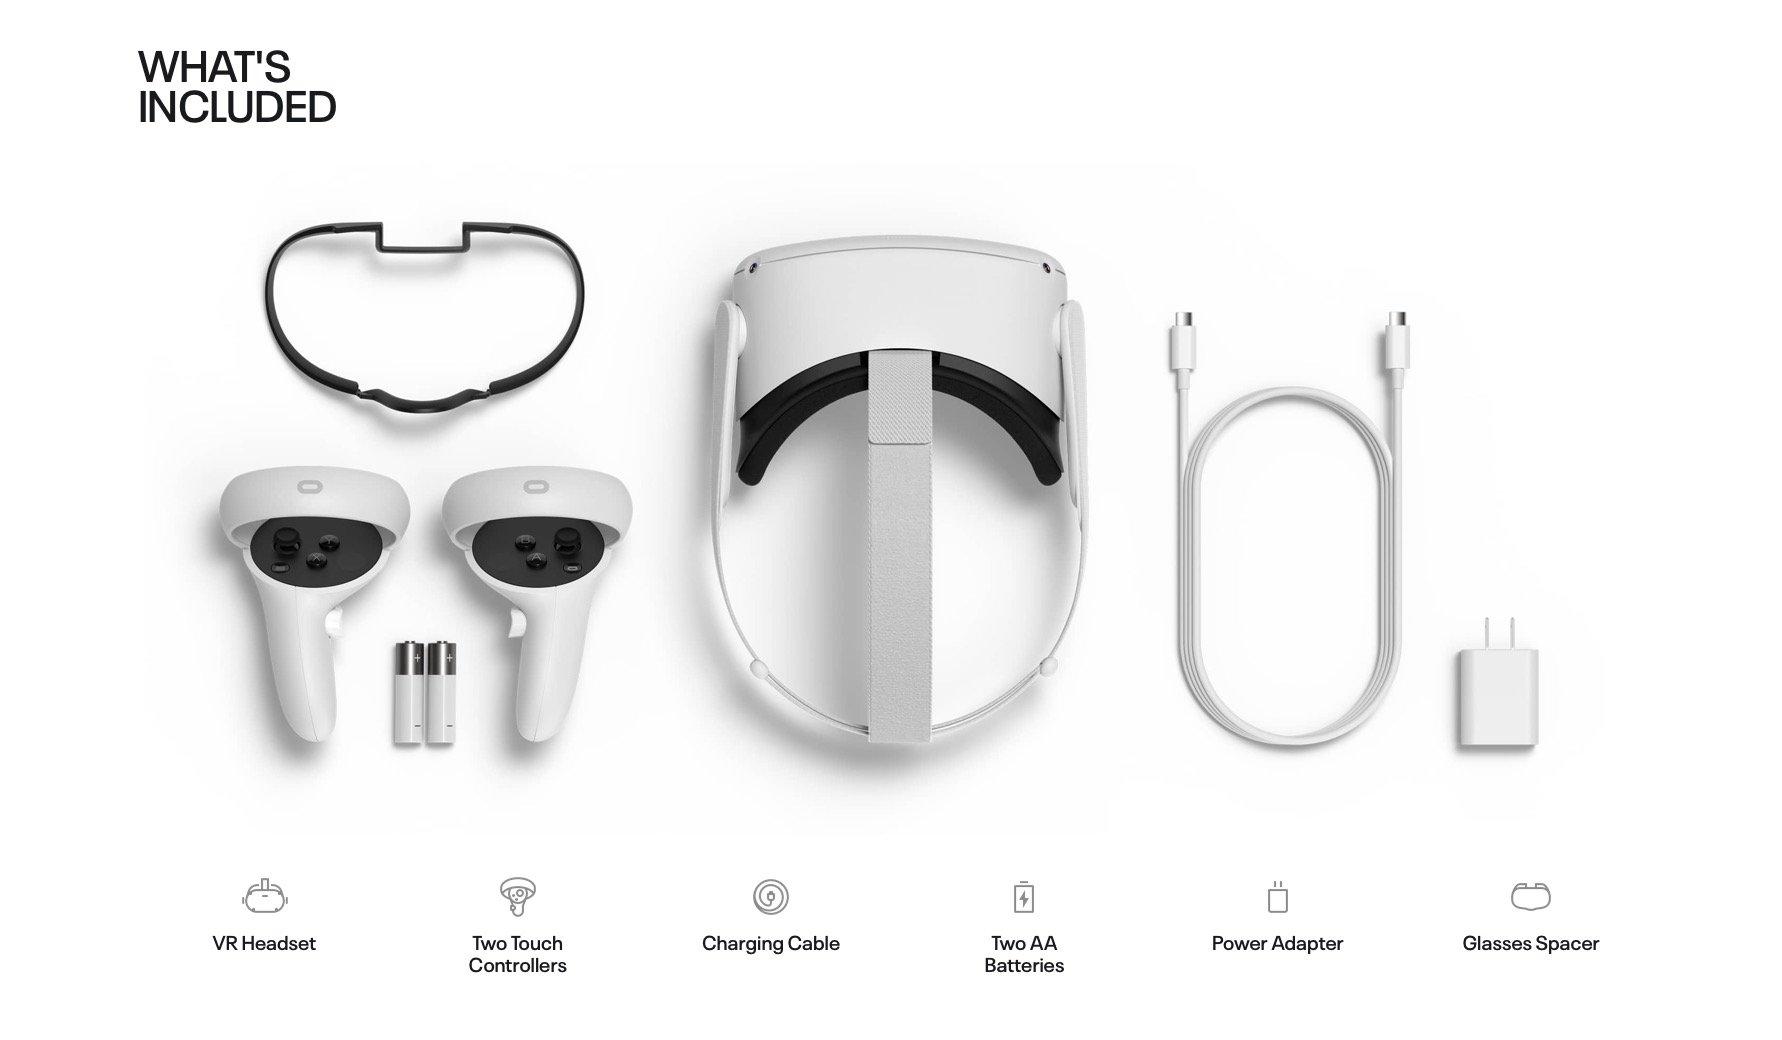 WHAT'S
INCLUDED
Y
X
B
A
+
+
-
-
VR Headset
Two Touch
Controllers
Charging Cable
Two AA
Batteries
Power Adapter
Glasses Spacer